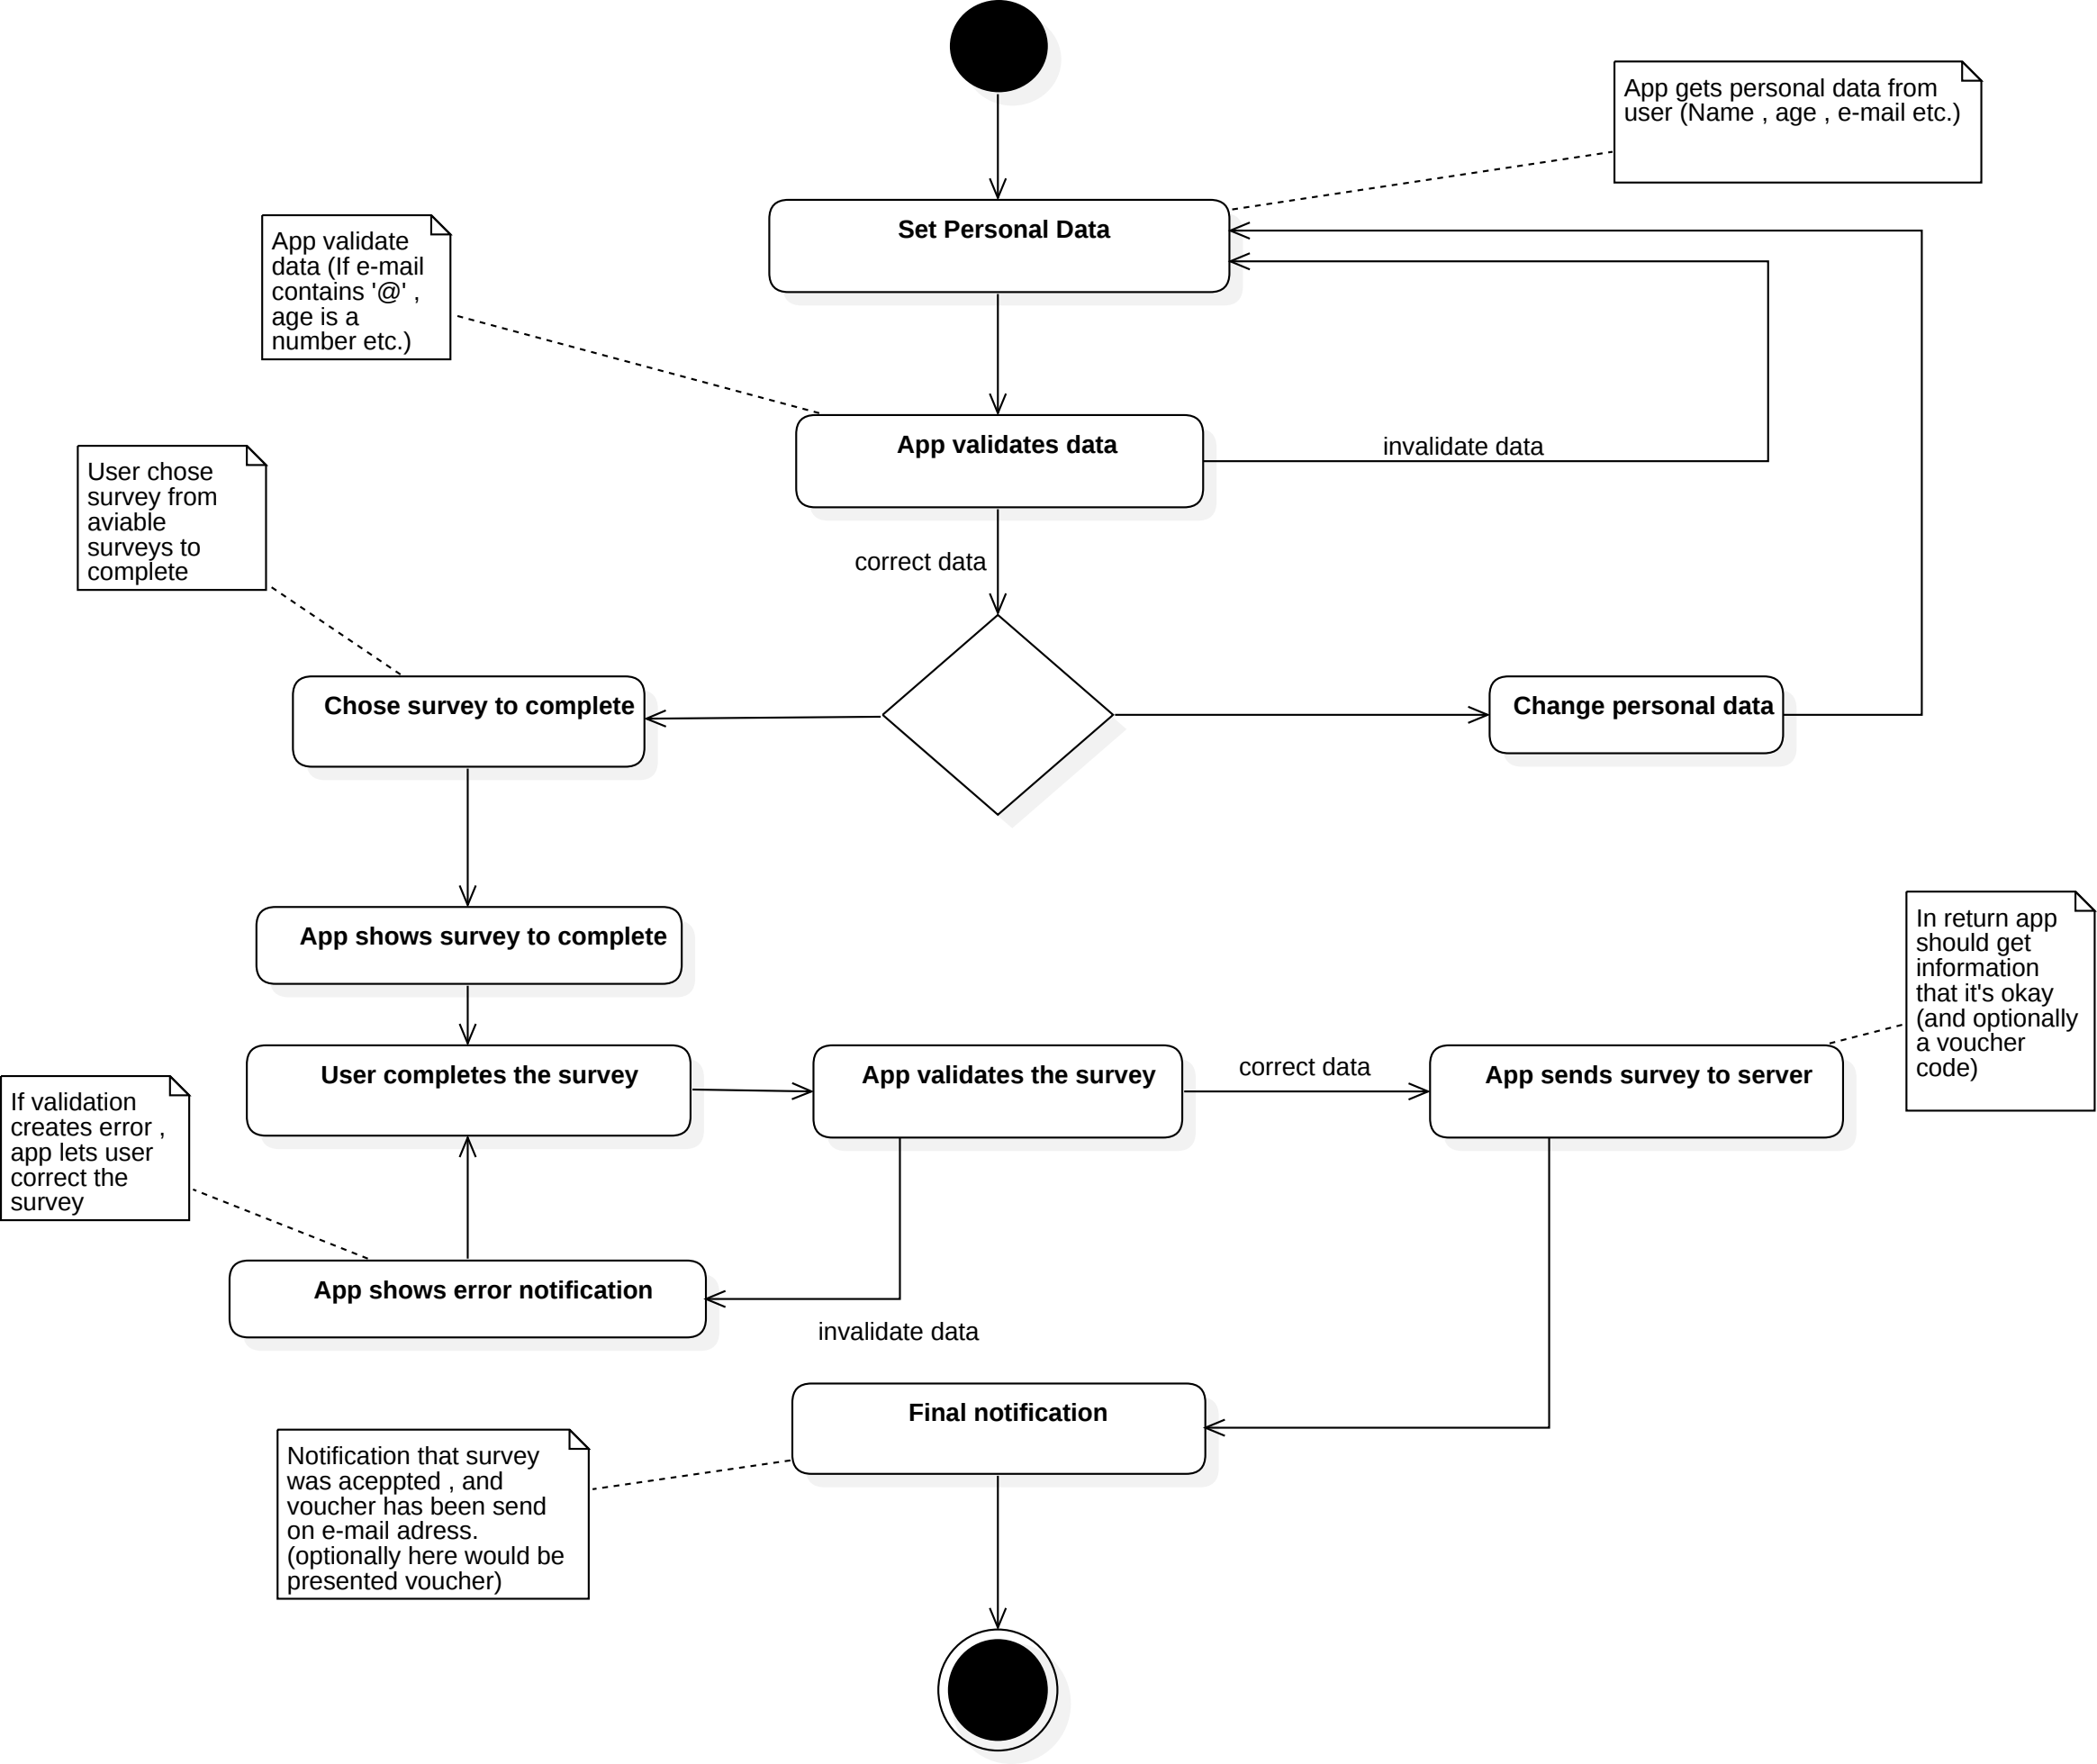 App gets personal data from
user (Name , age , e-mail etc.)
Set Personal Data
App validate
data (If e-mail
contains '@' ,
age is a
number etc.)
App validates data
invalidate data
User chose
survey from
aviable
surveys to
complete
correct data
Chose survey to complete
Change personal data
App shows survey to complete
In return app
should get
information
that it's okay
(and optionally
a voucher
code)
User completes the survey
App validates the survey
correct data
App sends survey to server
If validation
creates error ,
app lets user
correct the
survey
App shows error notification
invalidate data
Final notification
Notification that survey
was aceppted , and
voucher has been send
on e-mail adress.
(optionally here would be
presented voucher)